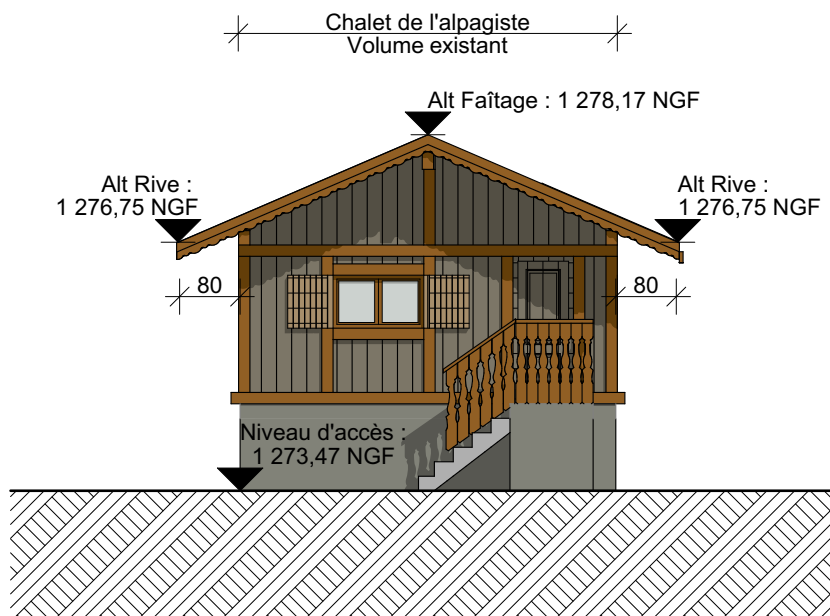 Chalet de l'alpagiste
Volume existant
Alt Faîtage : 1 278,17 NGF
Alt Rive :
1 276,75 NGF
Alt Rive :
1 276,75 NGF
80
80
Niveau d'accès :
1 273,47 NGF